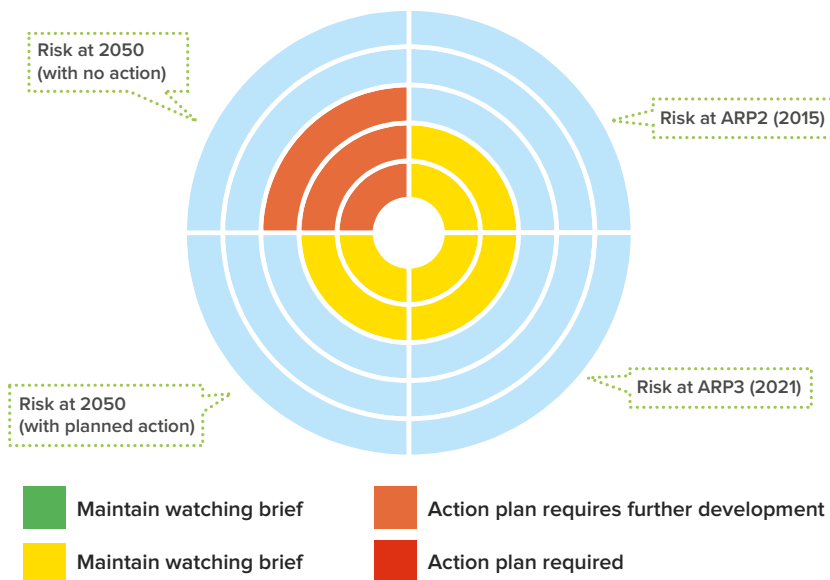 Risk at 2050
(with no action)
Risk at ARP2 (2015)
Risk at 2050
(with planned action)
Risk at ARP3 (2021)
Maintain watching brief
Action plan requires further development
Maintain watching brief
Action plan required